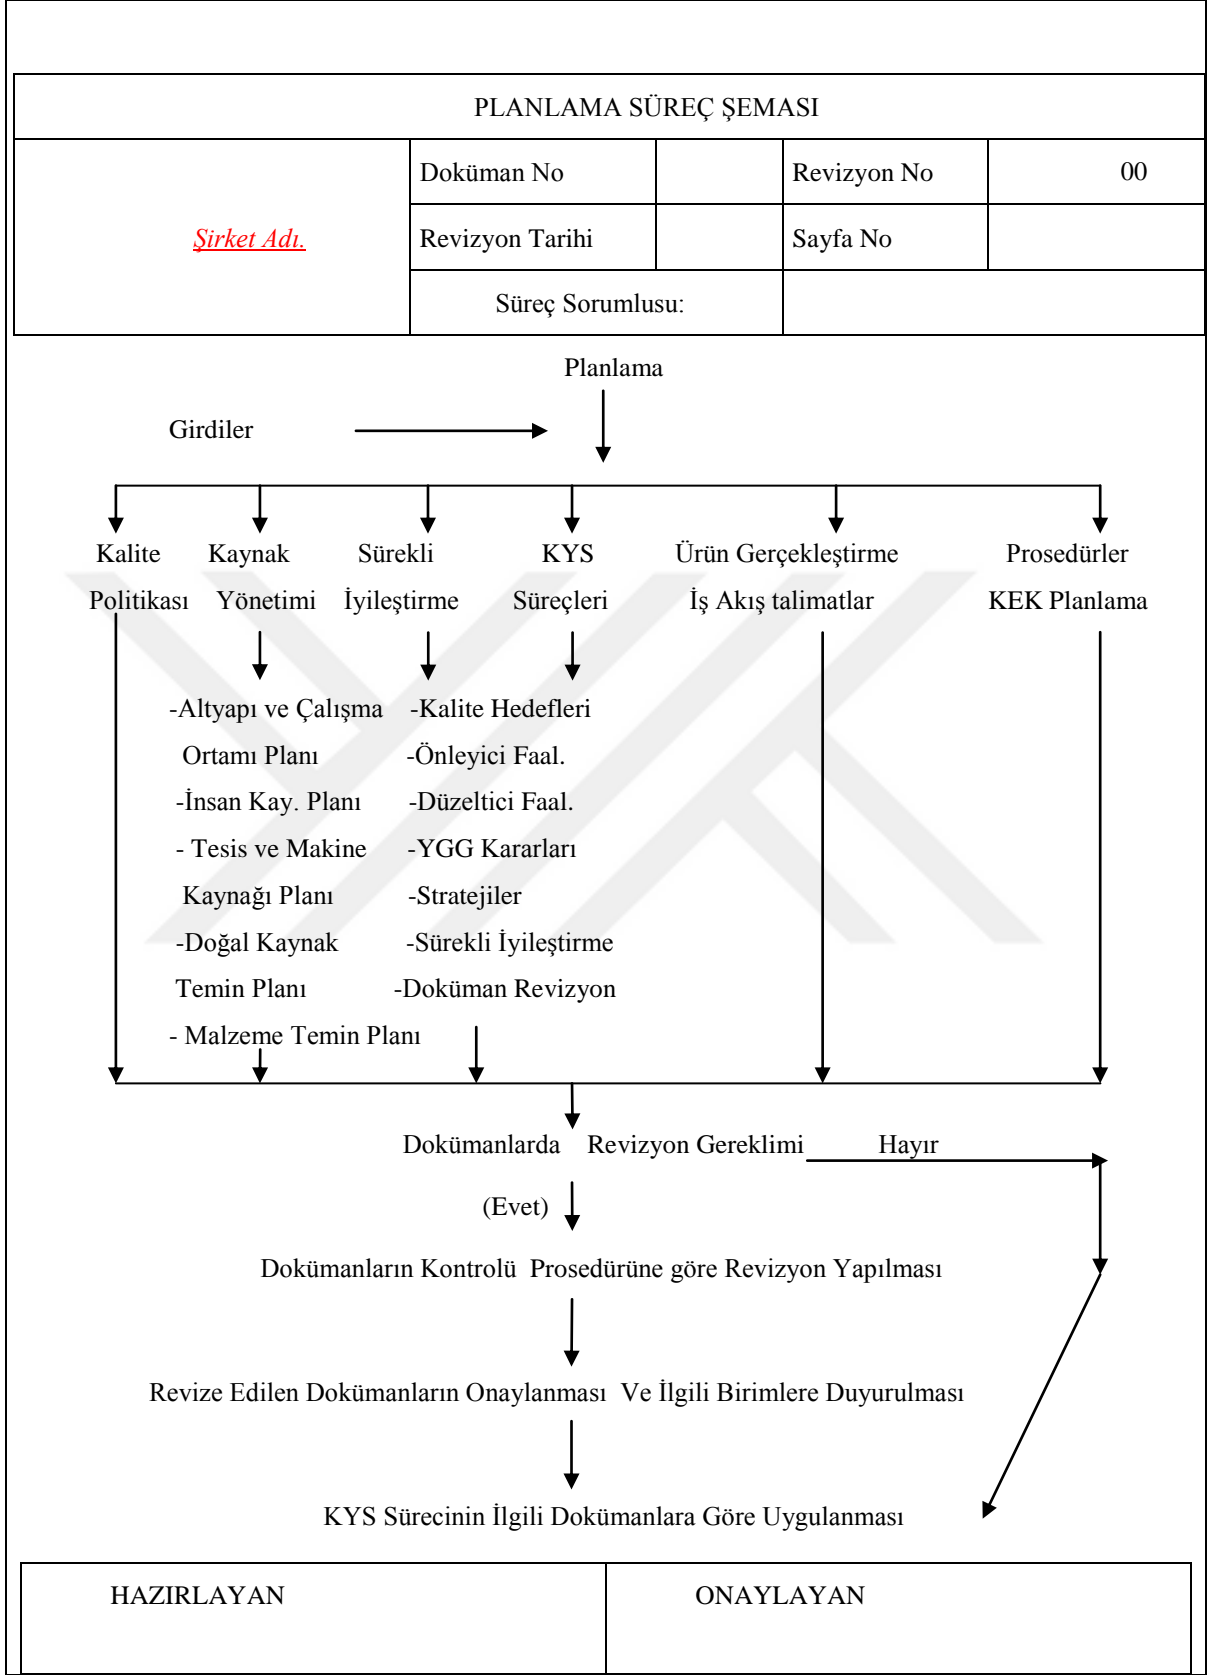 PLANLAMA SÜREÇ ŞEMASI
Şirket Adı.
Doküman No
Revizyon No
00
Revizyon Tarihi
Sayfa No
Süreç Sorumlusu:
Planlama
Girdiler
Kalite Kaynak Sürekli KYS Ürün Gerçekleştirme Prosedürler
Politikası Yönetimi İyileştirme Süreçleri İş Akış talimatlar KEK Planlama
-Altyapı ve Çalışma -Kalite Hedefleri
Ortamı Planı -Önleyici Faal.
-İnsan Kay. Planı -Düzeltici Faal.
- Tesis ve Makine -YGG Kararları
Kaynağı Planı -Stratejiler
-Doğal Kaynak -Sürekli İyileştirme
Temin Planı -Doküman Revizyon
- Malzeme Temin Planı
Dokümanlarda Revizyon Gereklimi Hayır
(Evet)
Dokümanların Kontrolü Prosedürüne göre Revizyon Yapılması
Revize Edilen Dokümanların Onaylanması Ve İlgili Birimlere Duyurulması
KYS Sürecinin İlgili Dokümanlara Göre Uygulanması
HAZIRLAYAN
ONAYLAYAN